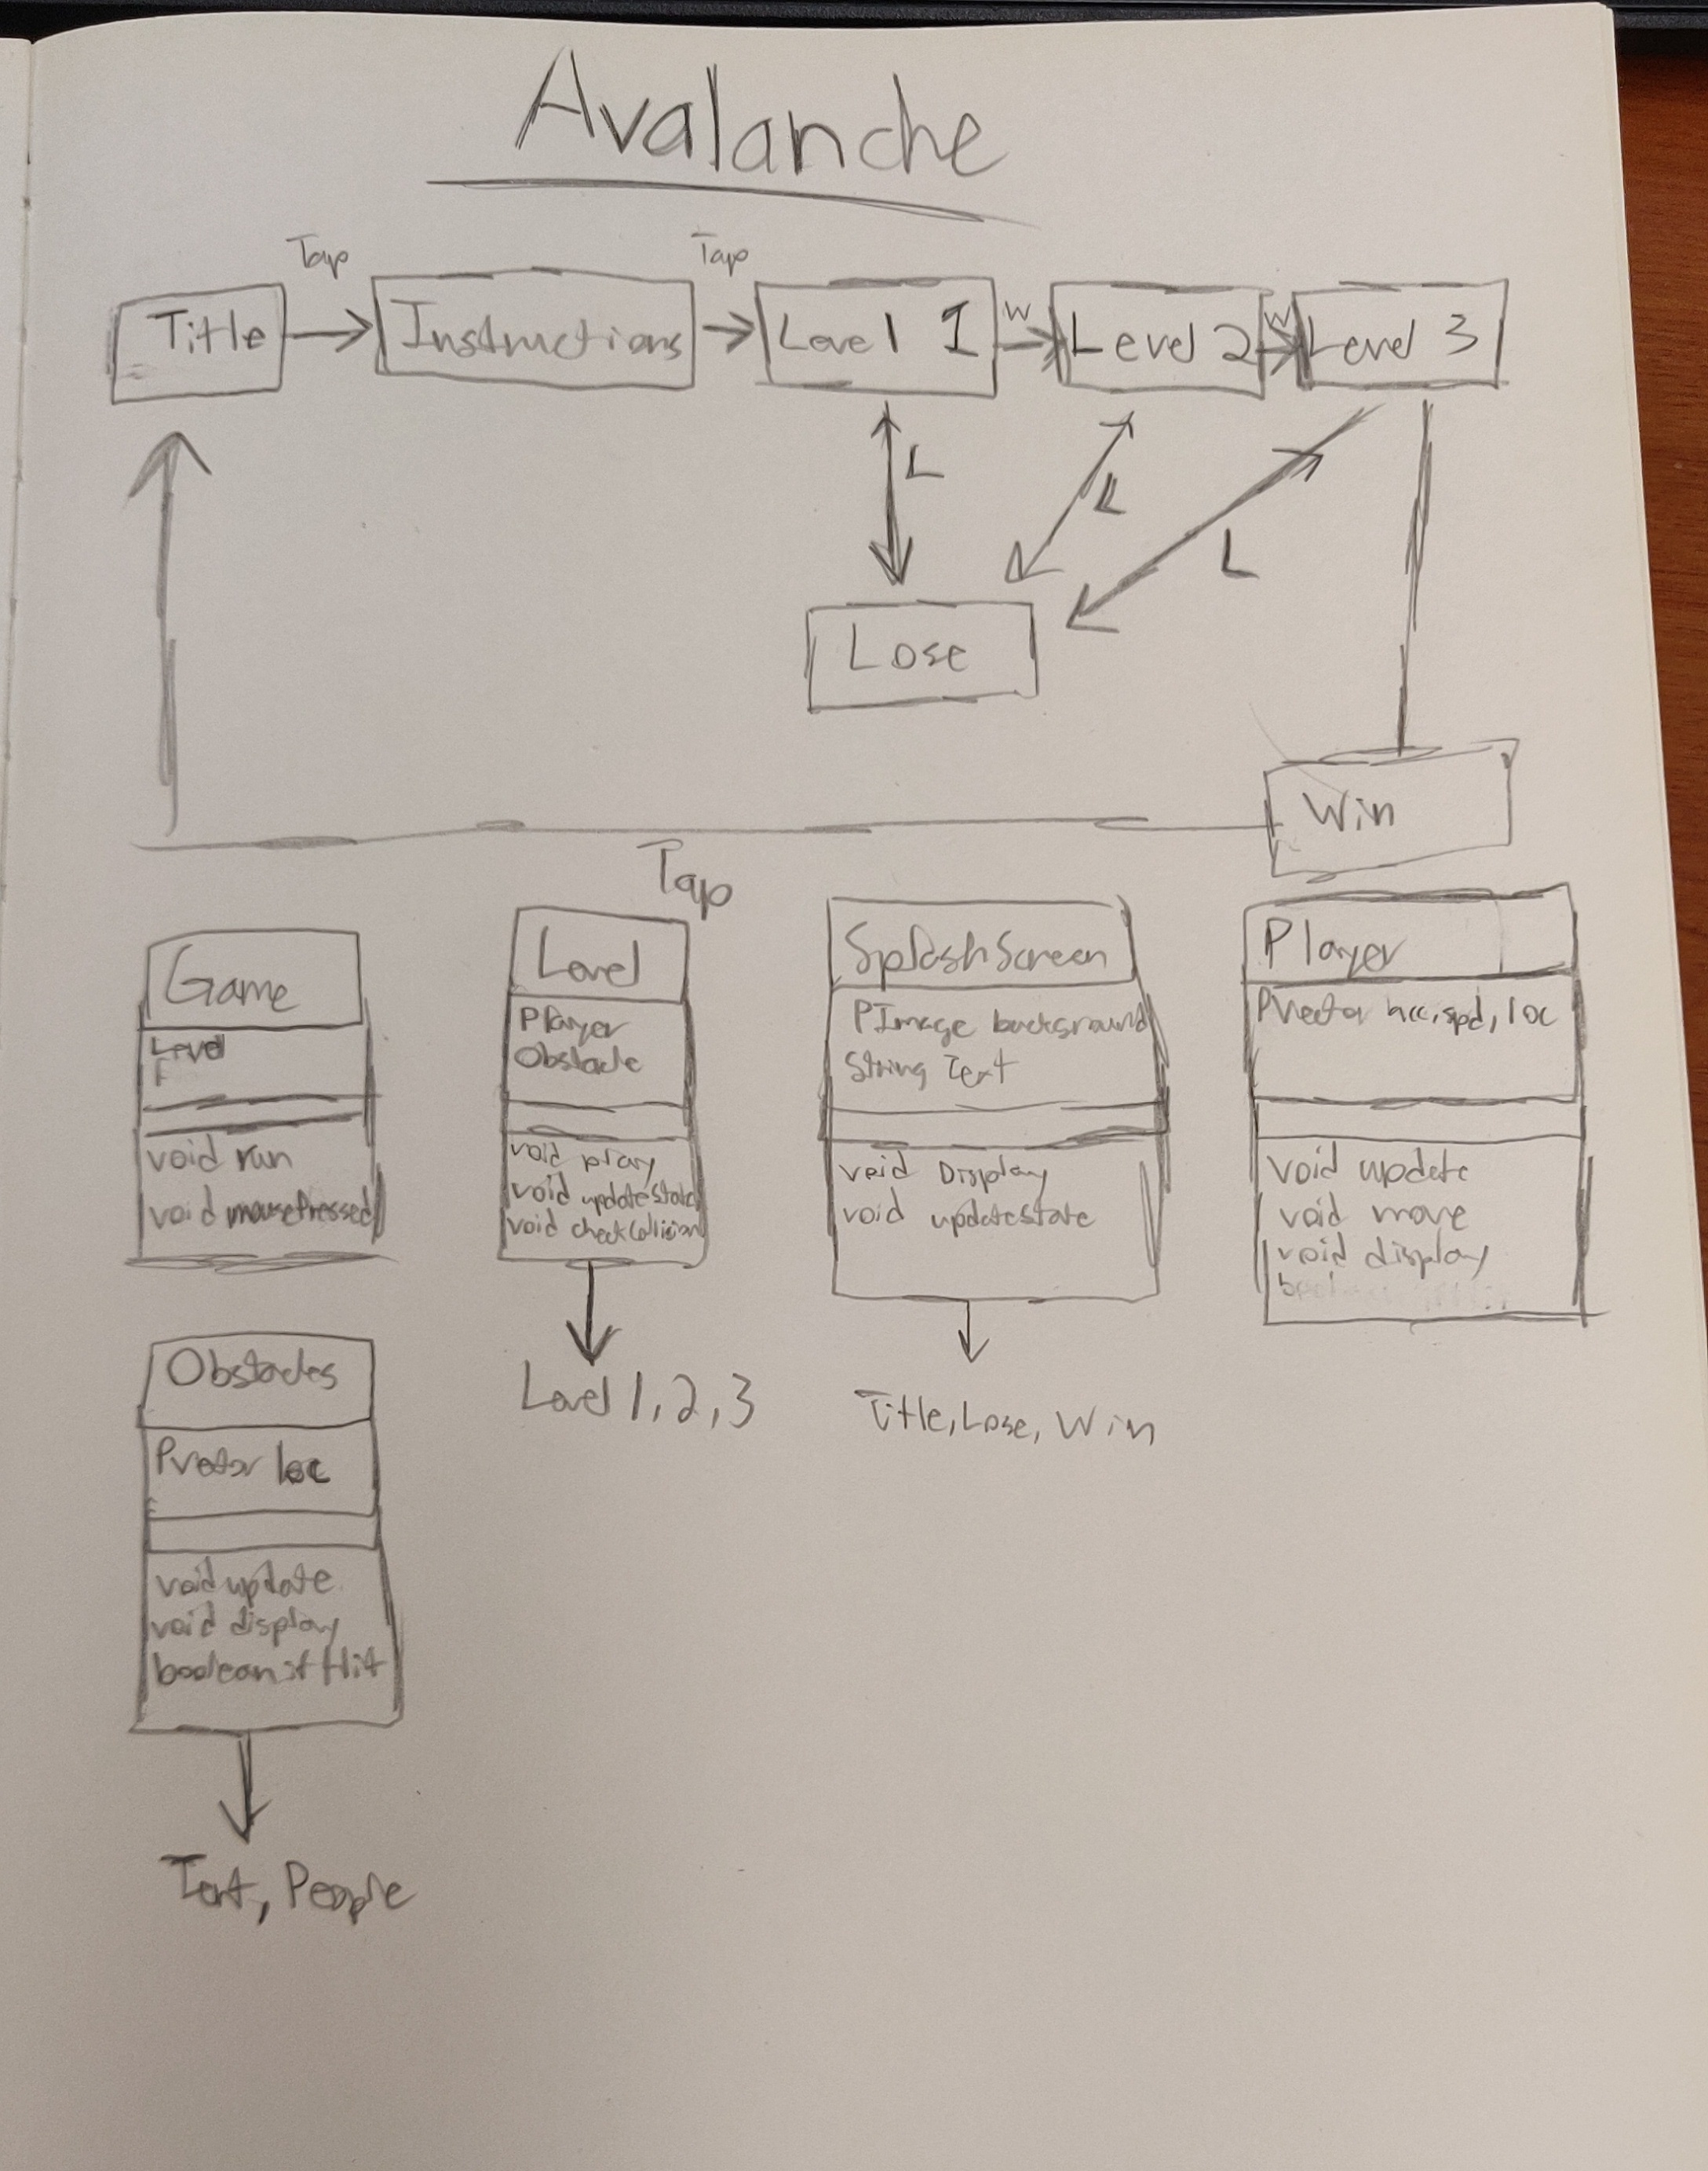 Avalanche
Tap
Tap
Title
Instructions
Level 1
W
Level 2
W
Level 3
L
L
L
Lose
Win
Tap
Game
Level
F
void run
void mousePressed
Level
Player
Obstacle
void play
void updatestate
void checkCollision
Level 1, 2, 3
SplashScreen
PImage background
String Text
void Display
void updatestate
Title, Lose, Win
Player
PVector acc, spd, loc
void update
void move
void display
Obstacles
PVector loc
void update
void display
boolean if Hit
Tent, People